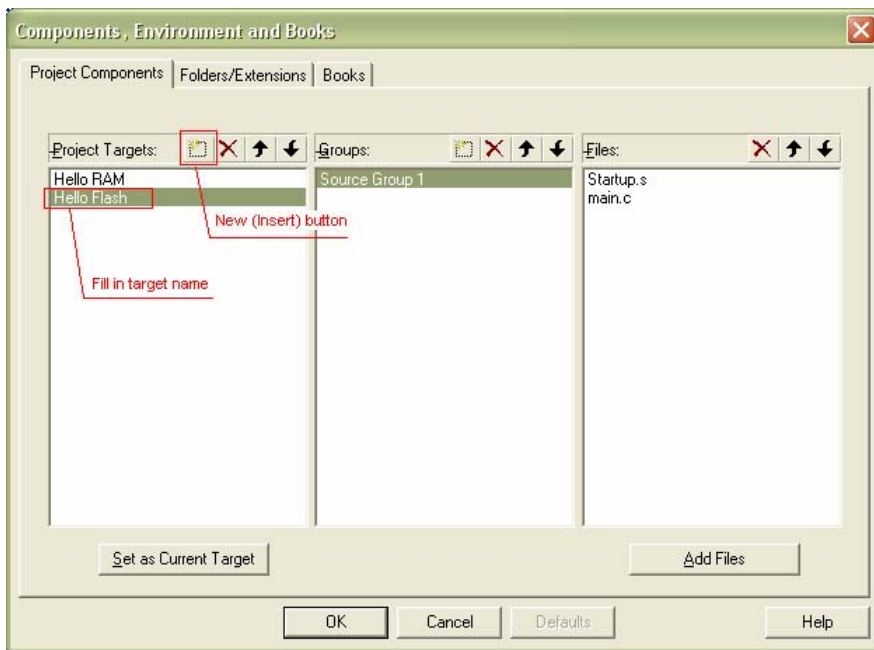 Components, Environment and Books
Project Components Folders/Extensions Books
Project Targets: Groups: Files:
Hello RAM Source Group 1 Startup.s
Hello Flash main.c
New (Insert) button
Fill in target name
Set as Current Target Add Files
OK Cancel Defaults Help